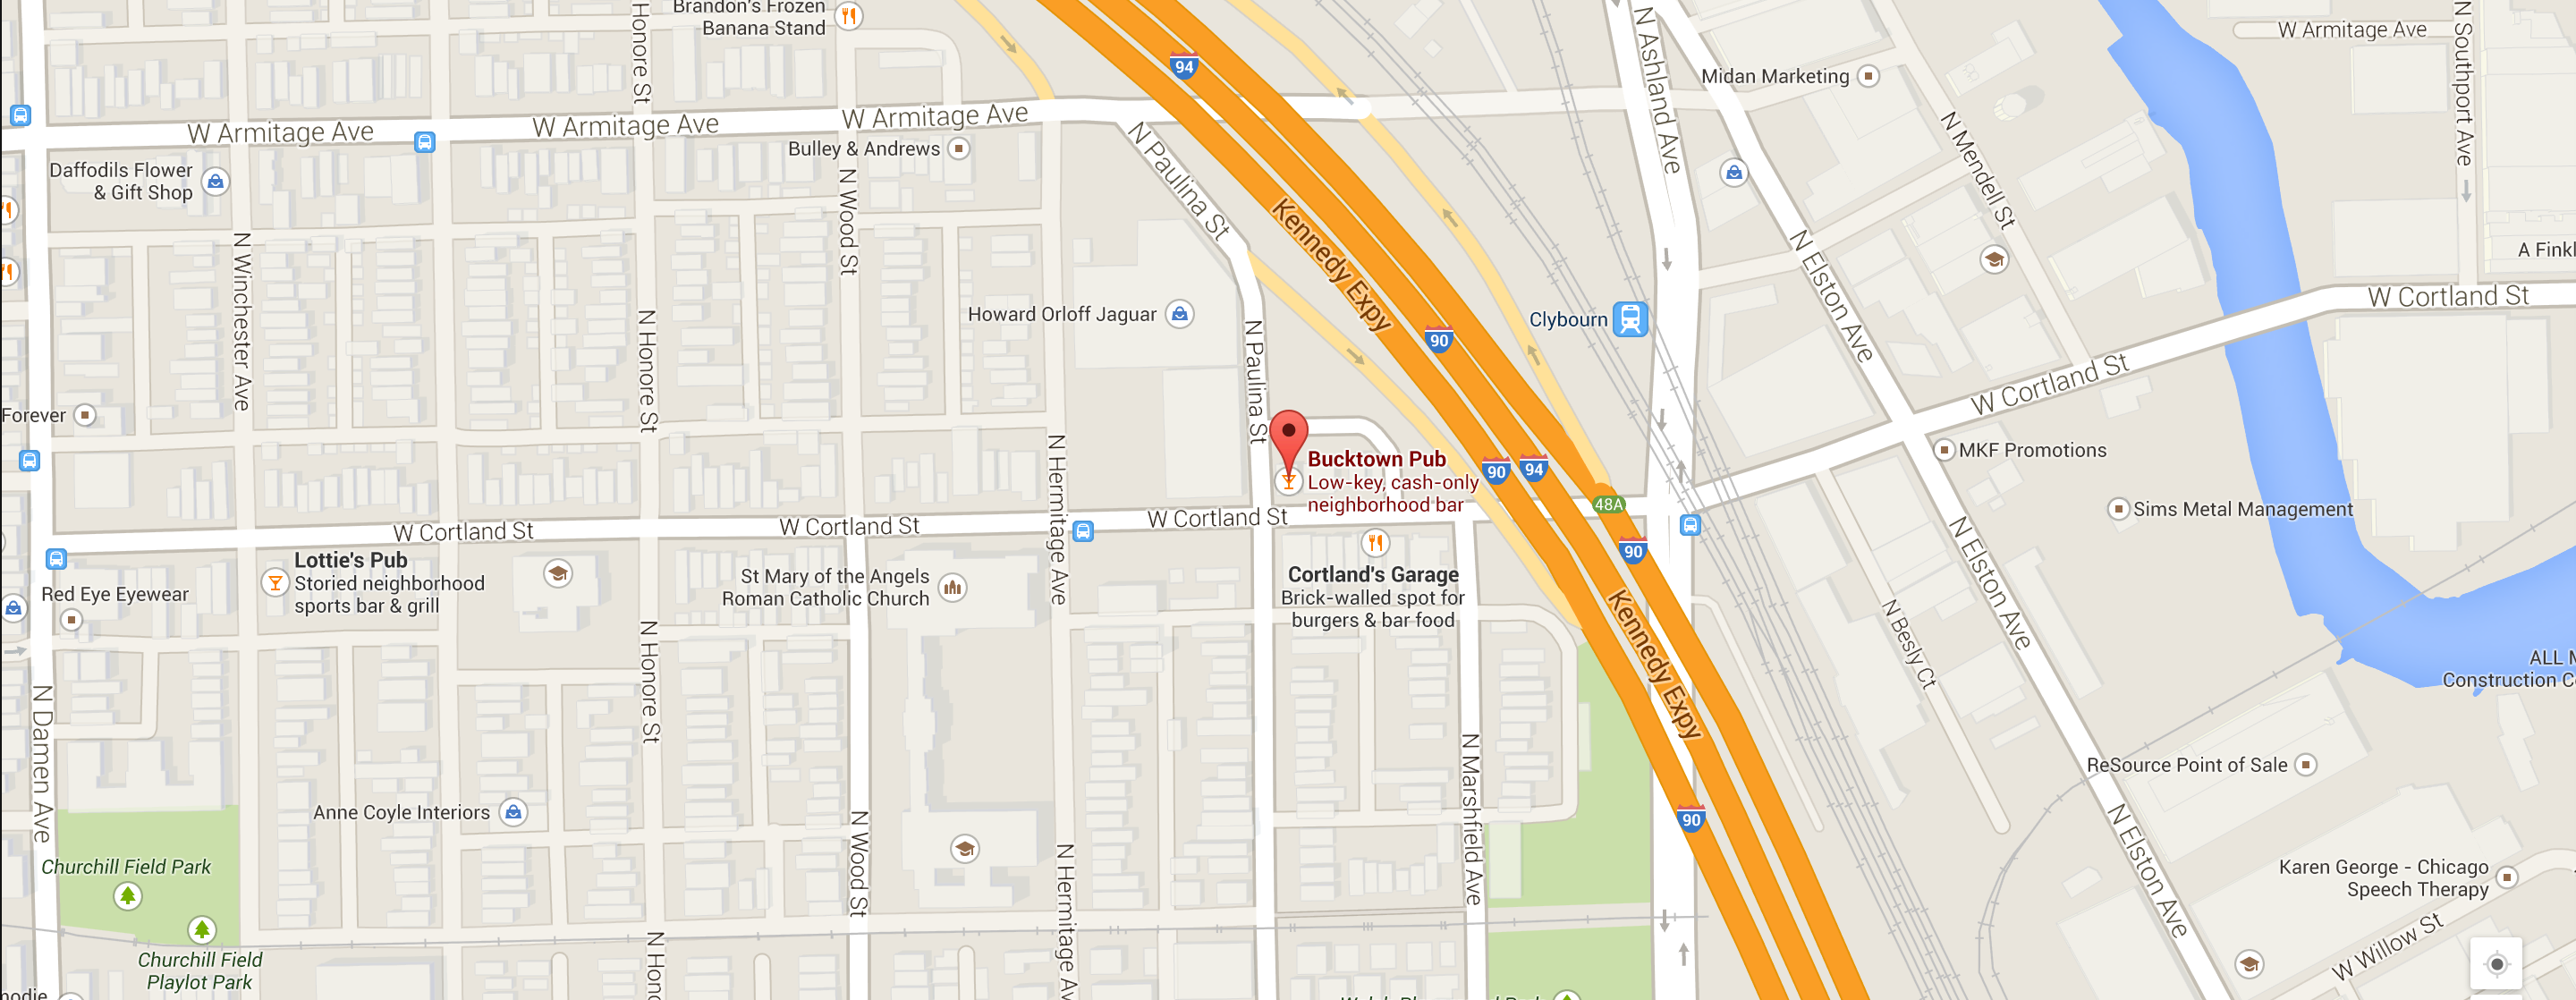 Brandon's Frozen
Banana Stand
Honore St
94
N Ashland Ave
Midan Marketing
W Armitage Ave
N Southport Ave
W Armitage Ave
W Armitage Ave
W Armitage Ave
Bulley & Andrews
N Paulina St
N Mendell St
Daffodils Flower
& Gift Shop
N Wood St
N Winchester Ave
Kennedy Expy
N Elston Ave
A Finkl
Howard Orloff Jaguar
N Paulina St
Clybourn
90
W Cortland St
N Honore St
W Cortland St
Forever
N Hermitage Ave
Bucktown Pub
Low-key, cash-only
neighborhood bar
90
94
48A
MKF Promotions
Sims Metal Management
W Cortland St
W Cortland St
W Cortland St
N Elston Ave
90
Lottie's Pub
Storied neighborhood
sports bar & grill
Red Eye Eyewear
St Mary of the Angels
Roman Catholic Church
Cortland's Garage
Brick-walled spot for
burgers & bar food
Kennedy Expy
N Besly Ct
N Honore St
ALL M
Construction C
N Damen Ave
N Marshfield Ave
ReSource Point of Sale
Anne Coyle Interiors
N Wood St
90
N Elston Ave
Churchill Field Park
N Hermitage Av
Karen George - Chicago
Speech Therapy
Churchill Field
Playlot Park
N Hono
W Willow St